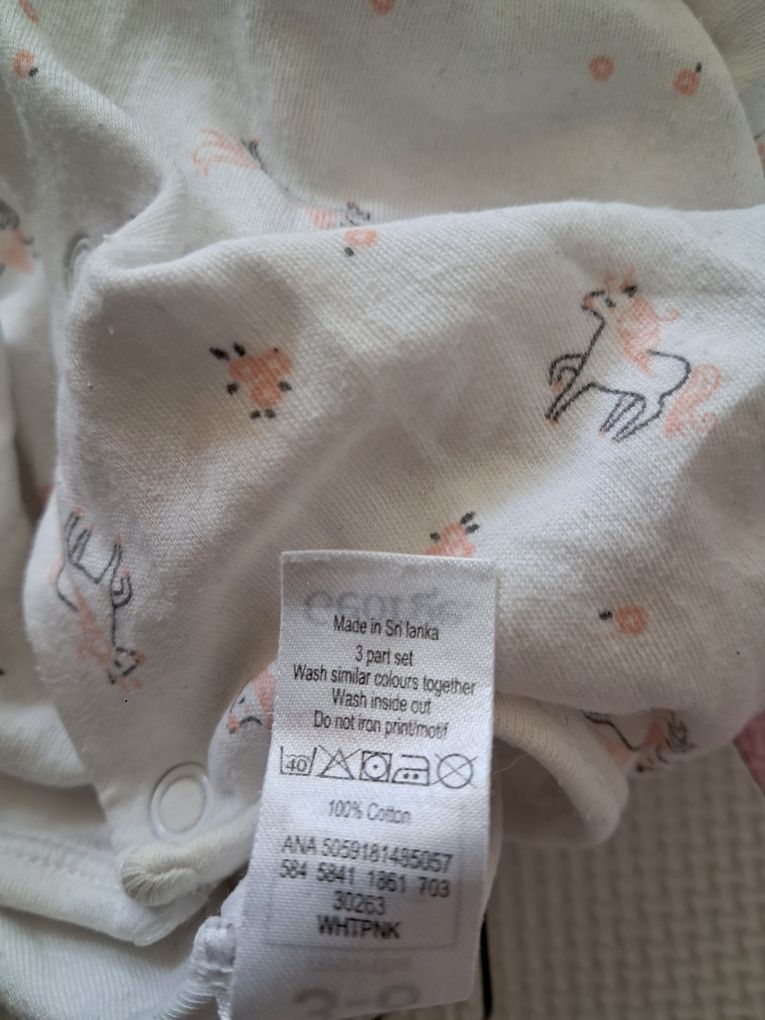 Made in Sri lanka
3 part set
Wash similar colours together
Wash inside out
Do not iron print/motif
40
100% Cotton
ANA 5059181495057
584 5841 1861 703
30263
WHTPNK